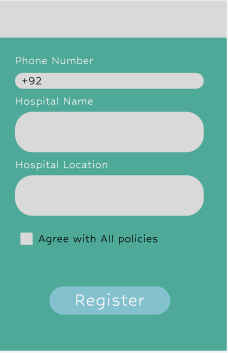 Phone Number
+92
Hospital Name
Hospital Location
Agree with All policies
Register